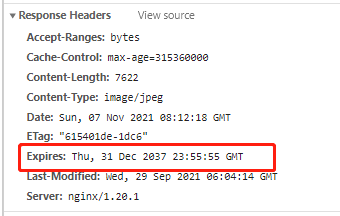 Response Headers View source
Accept-Ranges: bytes
Cache-Control: max-age=315360000
Content-Length: 7622
Content-Type: image/jpeg
Date: Sun, 07 Nov 2021 08:12:18 GMT
ETag: "615401de-1dc6"
Expires: Thu, 31 Dec 2037 23:55:55 GMT
Last-Modified: Wed, 29 Sep 2021 06:04:14 GMT
Server: nginx/1.20.1